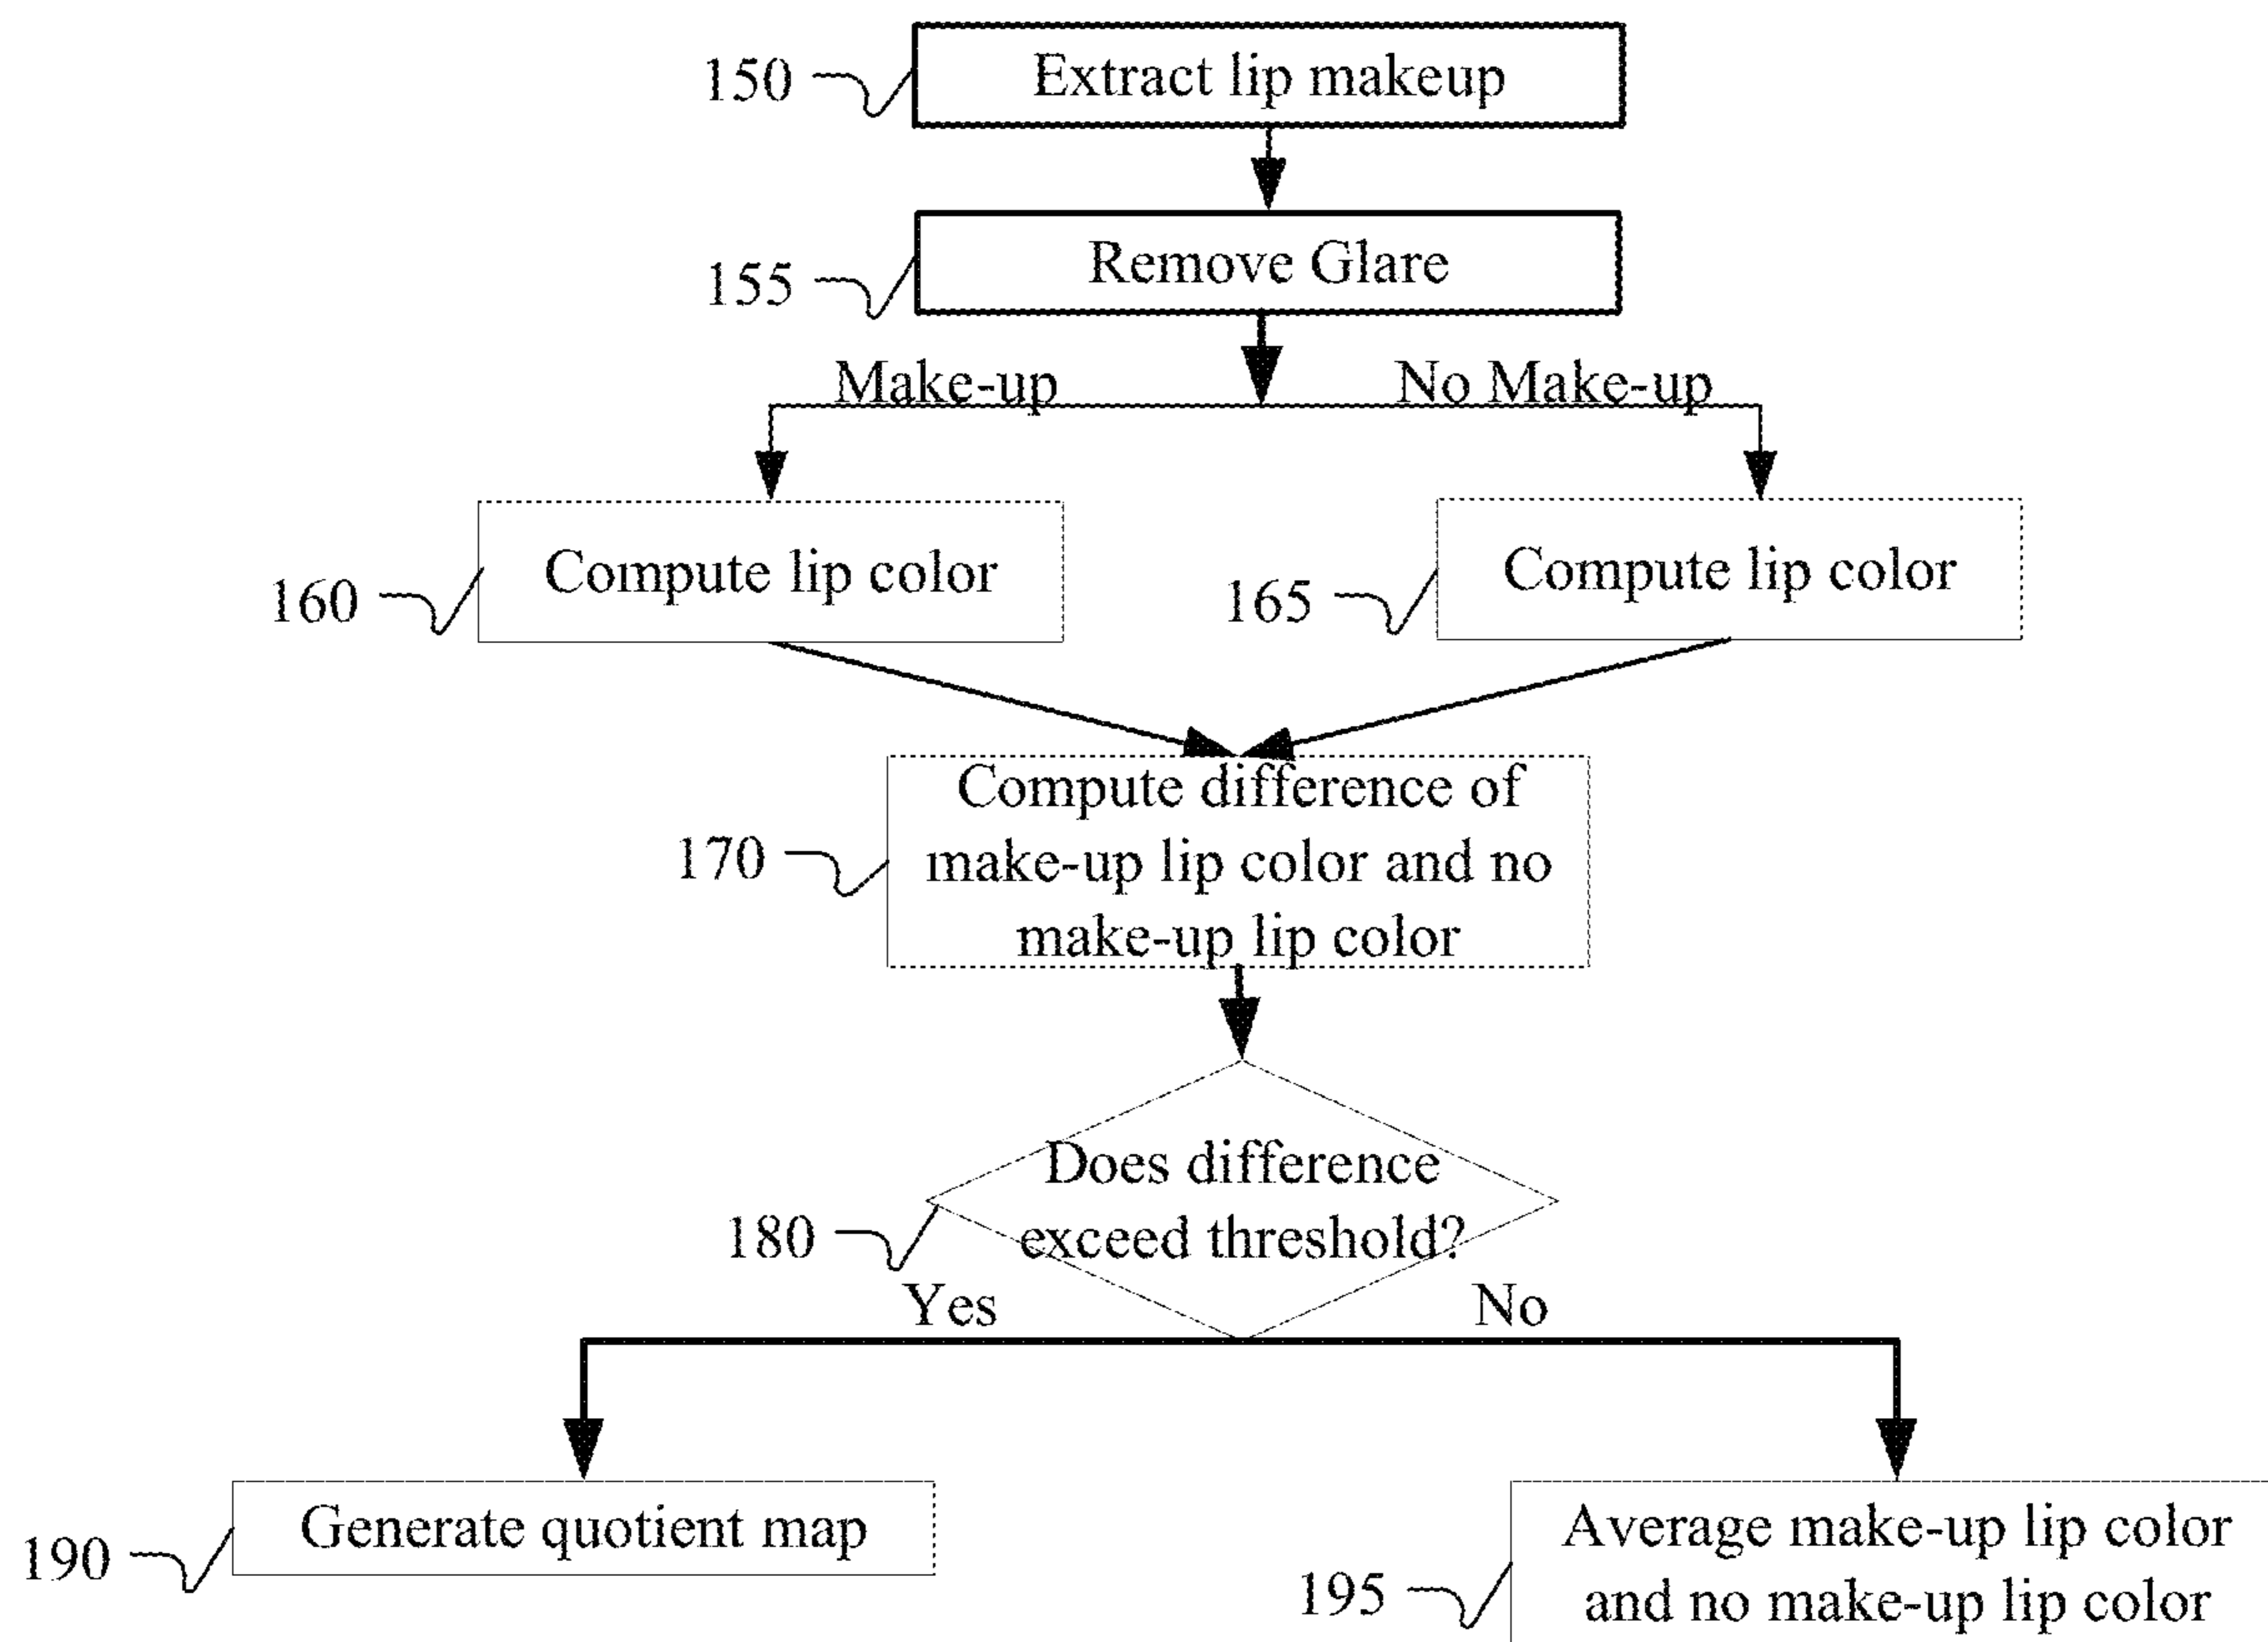 150
Extract lip makeup
155
Remove Glare
Make-up
No Make-up
160
Compute lip color
165
Compute lip color
170
Compute difference of
make-up lip color and no
make-up lip color
180
Does difference
exceed threshold?
Yes
No
190
Generate quotient map
195
Average make-up lip color
and no make-up lip color